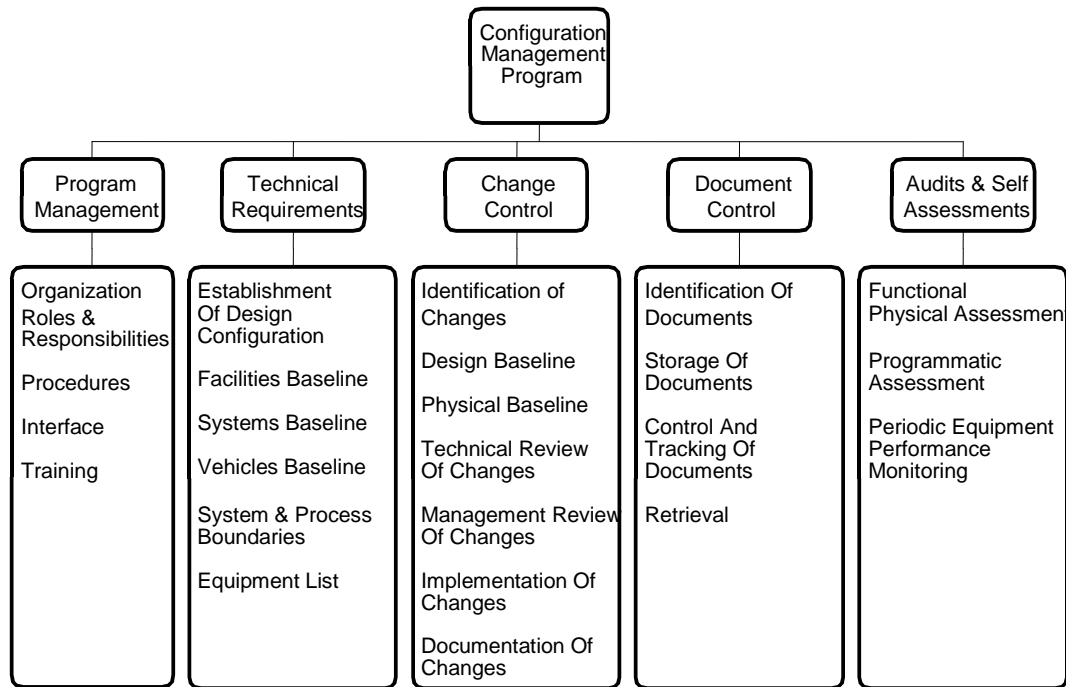 Configuration
Management
Program
Program
Management
Technical
Requirements
Change
Control
Document
Control
Audits & Self
Assessments
Organization
Roles &
Responsibilities
Procedures
Interface
Training
Establishment
Of Design
Configuration
Facilities Baseline
Systems Baseline
Vehicles Baseline
System & Process
Boundaries
Equipment List
Identification of
Changes
Design Baseline
Physical Baseline
Technical Review
Of Changes
Management Review
Of Changes
Implementation Of
Changes
Documentation Of
Changes
Identification Of
Documents
Storage Of
Documents
Control And
Tracking Of
Documents
Retrieval
Functional
Physical Assessment
Programmatic
Assessment
Periodic Equipment
Performance
Monitoring